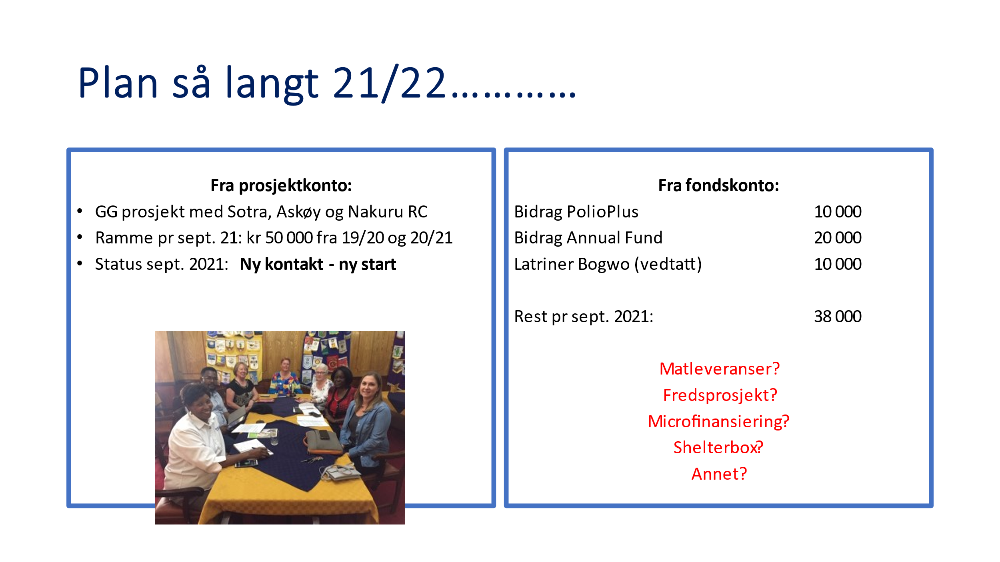 Plan så langt 21/22…………
Fra prosjektkonto:
• GG prosjekt med Sotra, Askøy og Nakuru RC
• Ramme pr sept. 21: kr 50 000 fra 19/20 og 20/21
• Status sept. 2021: Ny kontakt - ny start
Fra fondskonto:
Bidrag PolioPlus 10 000
Bidrag Annual Fund 20 000
Latriner Bogwo (vedtatt) 10 000
Rest pr sept. 2021: 38 000
Matleveranser?
Fredsprosjekt?
Microfinansiering?
Shelterbox?
Annet?